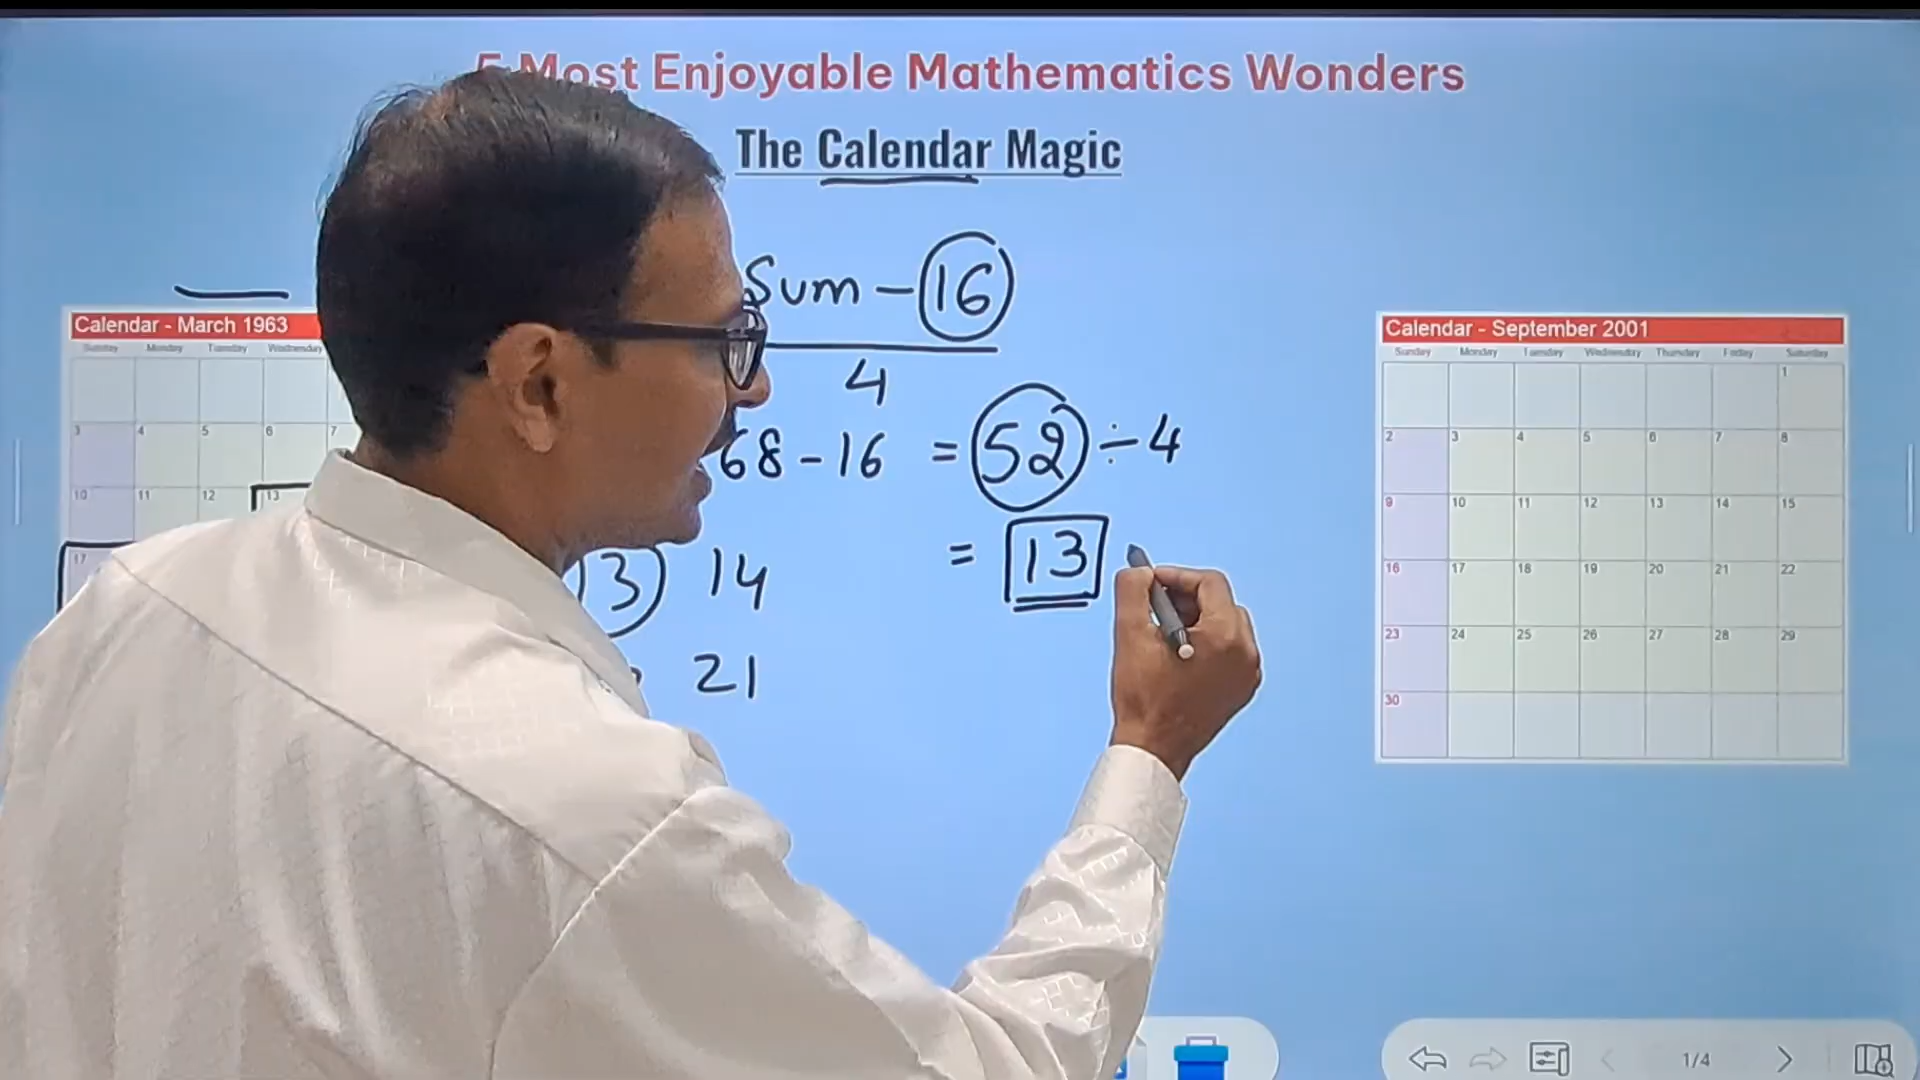 Most Enjoyable Mathematics Wonders
The Calendar Magic
Sum - 16
4
68 - 16 = 52 ÷ 4
= 13
13 14
21
Calendar - March 1963
Sunday Monday Tuesday Wednesday
3 4 5 6 7
10 11 12 13
17
Calendar - September 2001
Sunday Monday Tuesday Wednesday Thursday Friday Saturday
1
2 3 4 5 6 7 8
9 10 11 12 13 14 15
16 17 18 19 20 21 22
23 24 25 26 27 28 29
30
1/4